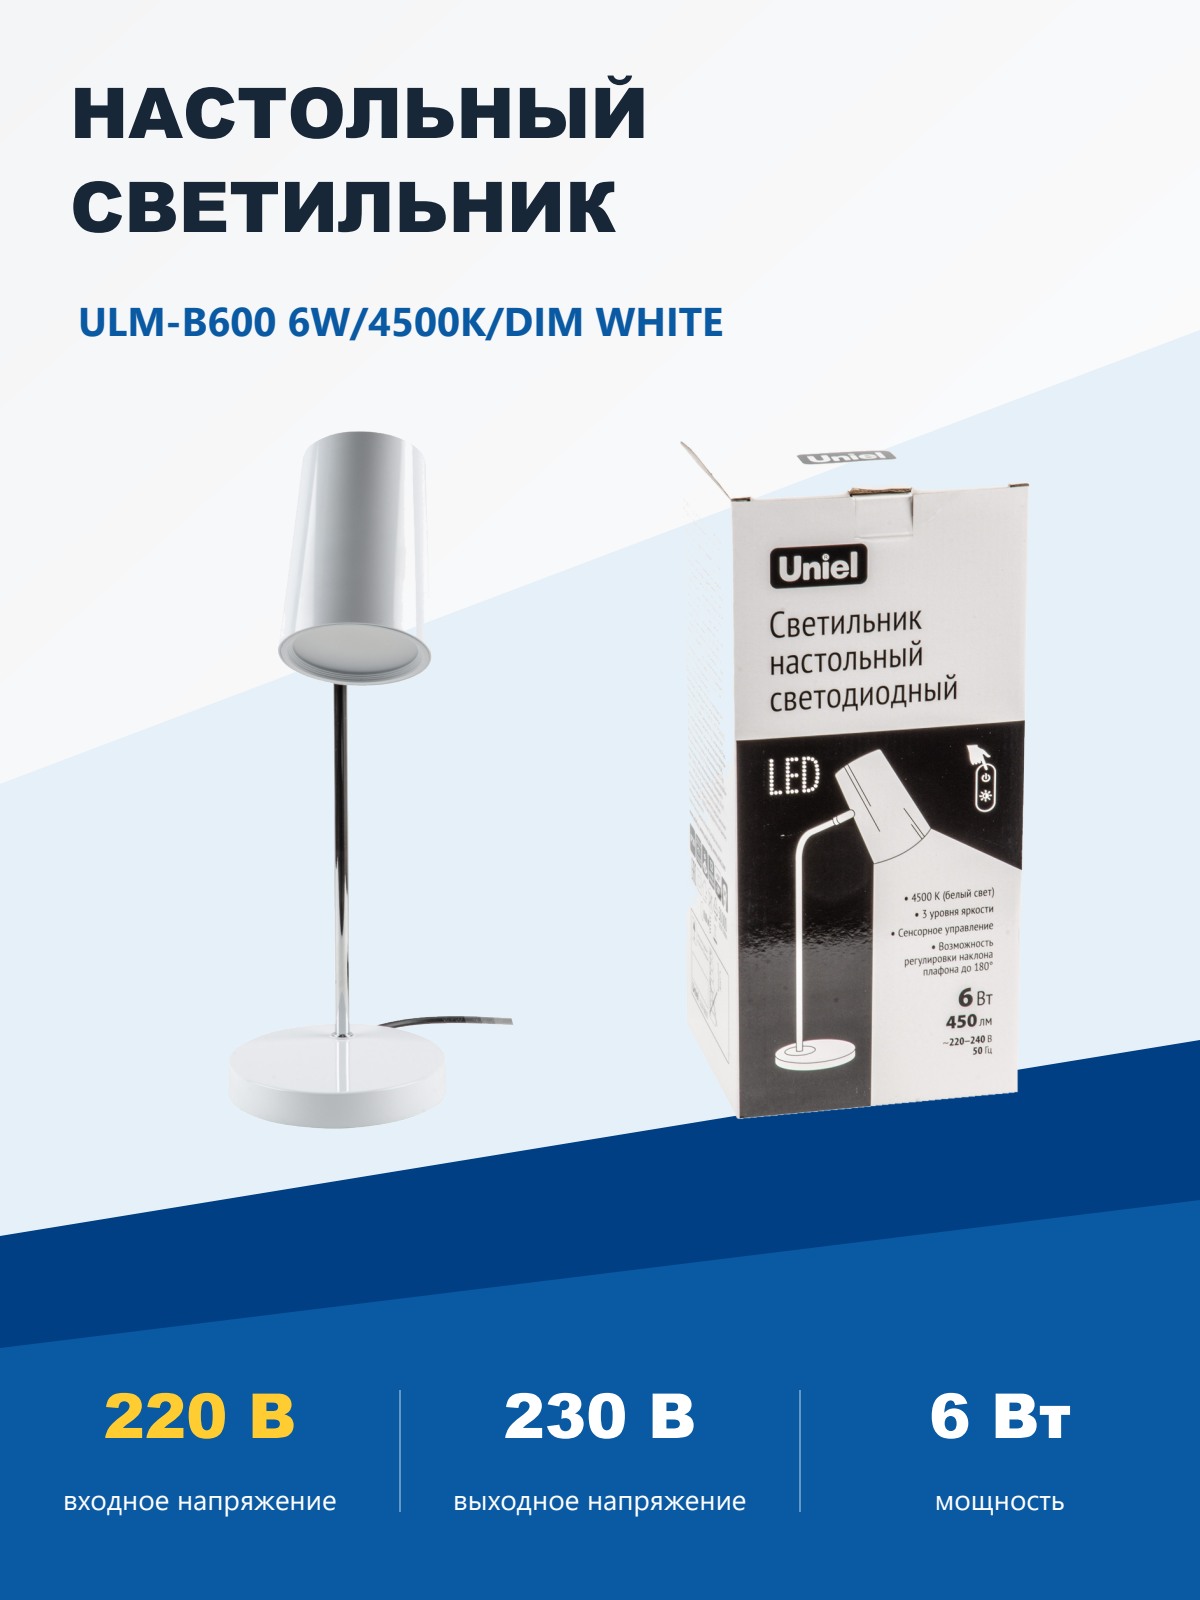 НАСТОЛЬНЫЙ
СВЕТИЛЬНИК
ULM-B600 6W/4500K/DIM WHITE
Uniel
Uniel
Светильник
настольный
светодиодный
LED
• 4500 К (белый свет)
• 3 уровня яркости
• Сенсорное управление
• Возможность
регулировки наклона
плафона до 180°
6 Вт
450 лм
~220–240 В
50 Гц
220 В
входное напряжение
230 В
выходное напряжение
6 Вт
мощность